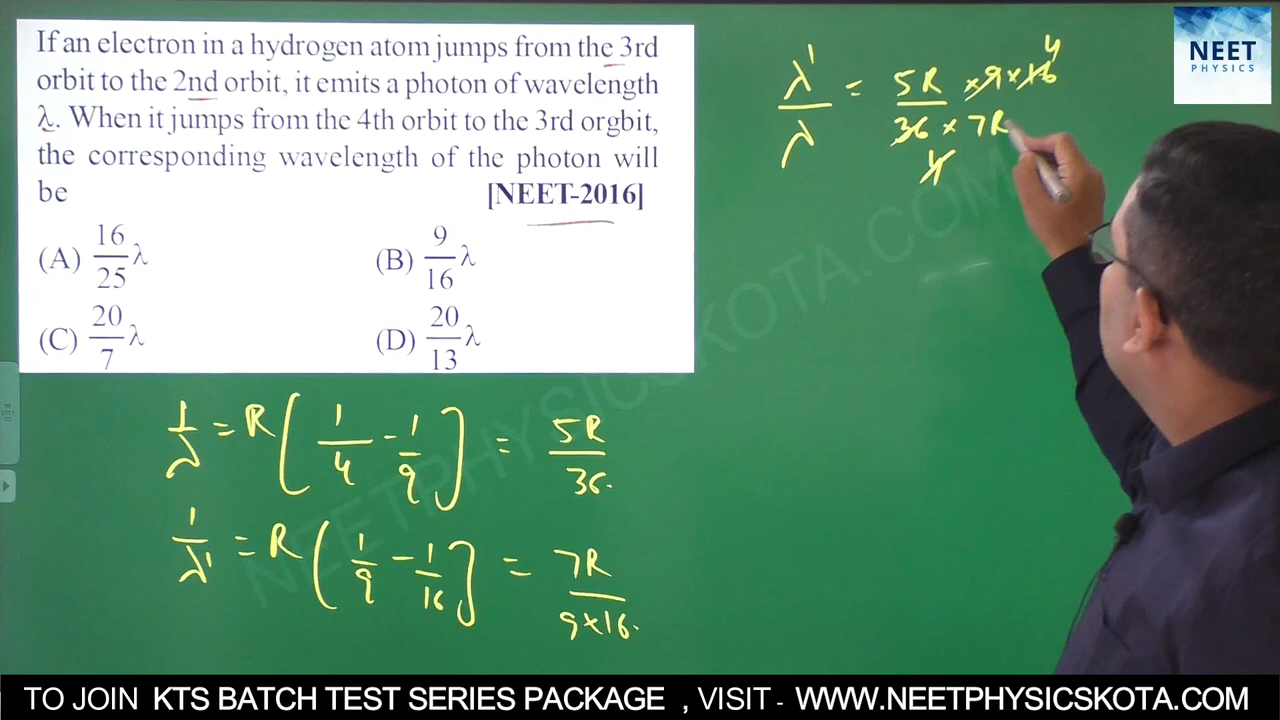 If an electron in a hydrogen atom jumps from the 3rd
orbit to the 2nd orbit, it emits a photon of wavelength
λ. When it jumps from the 4th orbit to the 3rd orgbit,
the corresponding wavelength of the photon will
be [NEET-2016]
(A) 16/25 λ (B) 9/16 λ
(C) 20/7 λ (D) 20/13 λ
1/λ = R [1/4 - 1/9] = 5R/36.
1/λ' = R (1/9 - 1/16] = 7R/9×16.
λ'/λ = 5R × 9 × 16 / 36 × 7R
4
4
NEET
PHYSICS
NEETPHYSICSKOTA.COM
TO JOIN KTS BATCH TEST SERIES PACKAGE , VISIT - WWW.NEETPHYSICSKOTA.COM